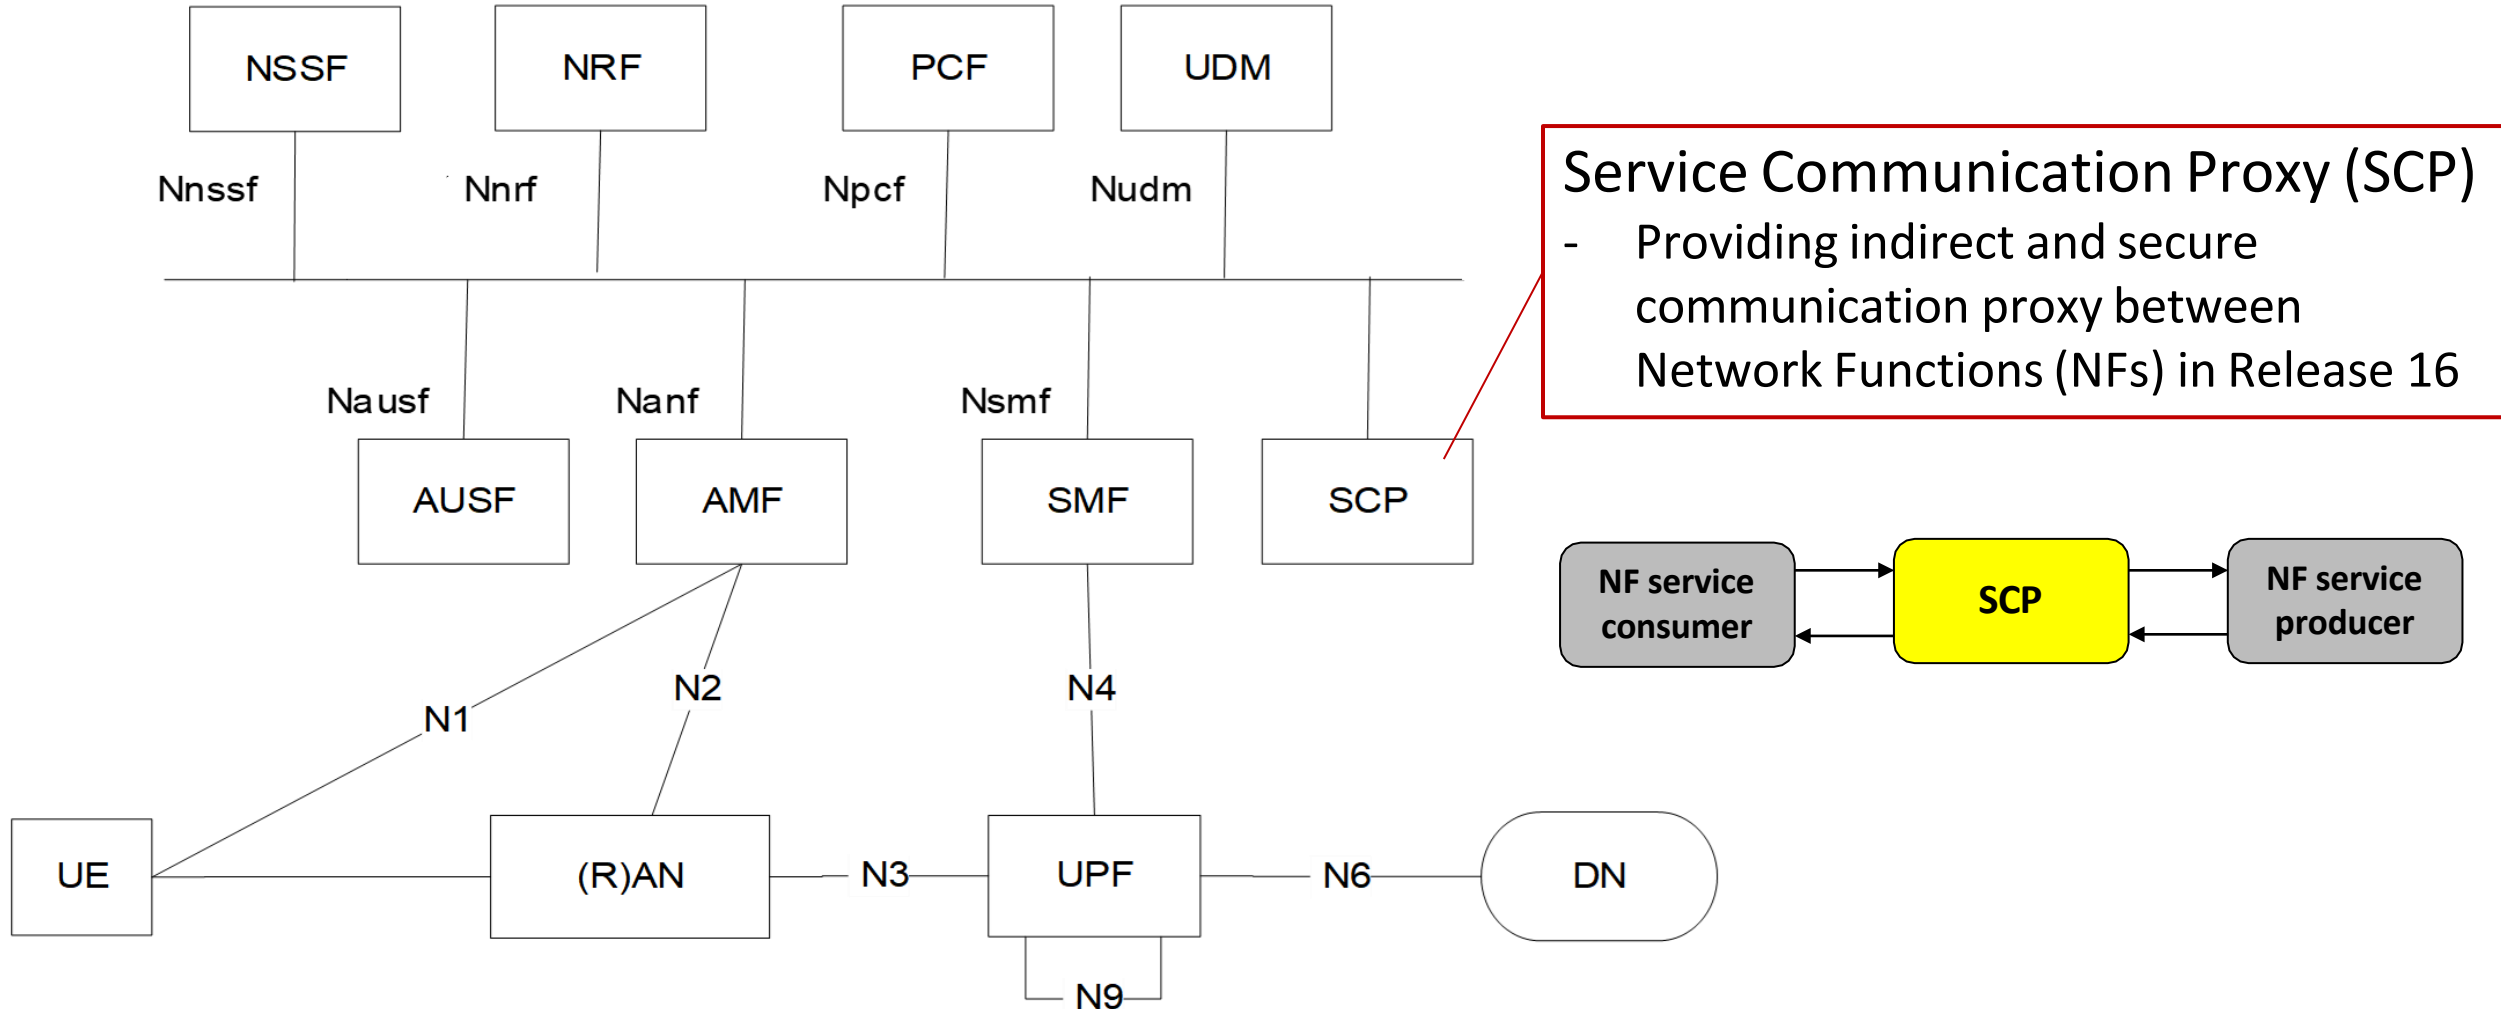 NSSF
NRF
PCF
UDM
Nnssf
Nnrf
Npcf
Nudm
Service Communication Proxy (SCP)
- Providing indirect and secure
communication proxy between
Network Functions (NFs) in Release 16
Nausf
Nanf
Nsmf
AUSF
AMF
SMF
SCP
NF service
consumer
SCP
NF service
producer
N1
N2
N4
UE
(R)AN
N3
UPF
N6
DN
N9